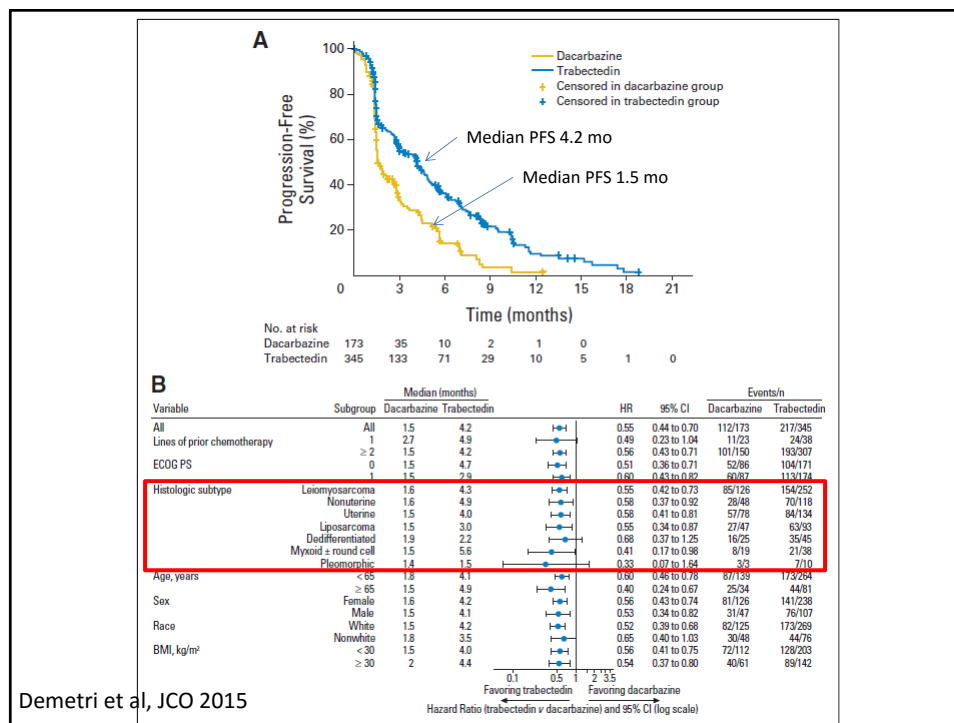 A
100
80
60
40
20
Progression-Free
Survival (%)
Dacarbazine
Trabectedin
Censored in dacarbazine group
Censored in trabectedin group
Median PFS 4.2 mo
Median PFS 1.5 mo
0 3 6 9 12 15 18 21
Time (months)
No. at risk
Dacarbazine 173 35 10 2 1 0
Trabectedin 345 133 71 29 10 5 1 0
B
Median (months) Events/n
Variable Subgroup Dacarbazine Trabectedin HR 95% CI Dacarbazine Trabectedin
All All 1.5 4.2 0.55 0.44 to 0.70 112/173 217/345
Lines of prior chemotherapy 1 2.7 4.9 0.49 0.23 to 1.04 11/23 24/38
≥ 2 1.5 4.2 0.56 0.43 to 0.71 101/150 193/307
ECOG PS 0 1.5 4.7 0.51 0.36 to 0.71 52/86 104/171
1 1.5 2.9 0.60 0.43 to 0.82 60/87 113/174
Histologic subtype Leiomyosarcoma 1.6 4.3 0.55 0.42 to 0.73 85/126 154/252
Nonuterine 1.6 4.9 0.58 0.37 to 0.92 28/48 70/118
Uterine 1.5 4.0 0.58 0.41 to 0.81 57/78 84/134
Liposarcoma 1.5 3.0 0.55 0.34 to 0.87 27/47 63/93
Dedifferentiated 1.9 2.2 0.68 0.37 to 1.25 16/25 35/45
Myxoid ± round cell 1.5 5.6 0.41 0.17 to 0.98 8/19 21/38
Pleomorphic 1.4 1.5 0.33 0.07 to 1.64 3/3 7/10
Age, years < 65 1.8 4.1 0.60 0.46 to 0.78 87/139 173/264
≥ 65 1.5 4.9 0.40 0.24 to 0.67 25/34 44/81
Sex Female 1.6 4.2 0.56 0.43 to 0.74 81/126 141/238
Male 1.5 4.1 0.53 0.34 to 0.82 31/47 76/107
Race White 1.5 4.2 0.52 0.39 to 0.68 82/125 173/269
Nonwhite 1.8 3.5 0.65 0.40 to 1.03 30/48 44/76
BMI, kg/m² < 30 1.5 4.0 0.56 0.41 to 0.75 72/112 128/203
≥ 30 2 4.4 0.54 0.37 to 0.80 40/61 89/142
0.1 0.5 1 2 3.5
Favoring trabectedin Favoring dacarbazine
Hazard Ratio (trabectedin v dacarbazine) and 95% CI (log scale)
Demetri et al, JCO 2015